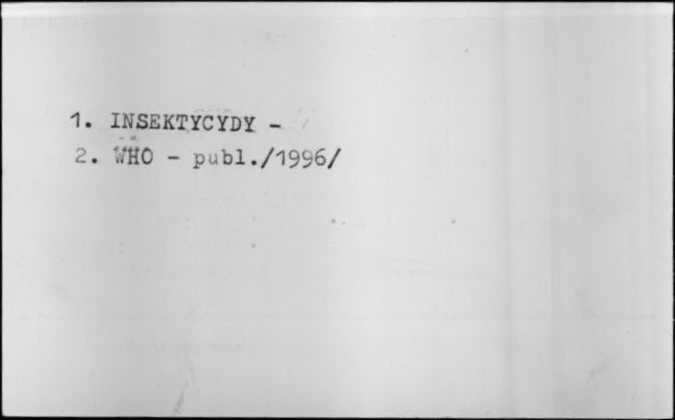 1. INSEKTYCYDY -
2. WHO - publ./1996/